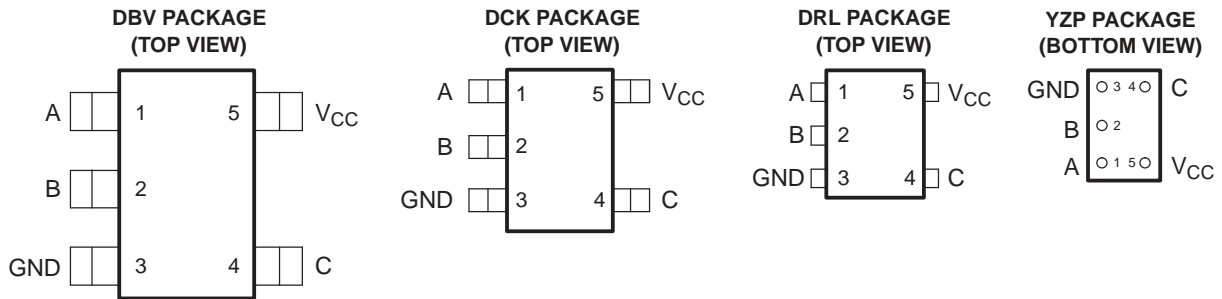 DBV PACKAGE
(TOP VIEW)
A 1 5 VCC
B 2
GND 3 4 C
DCK PACKAGE
(TOP VIEW)
A 1 5 VCC
B 2
GND 3 4 C
DRL PACKAGE
(TOP VIEW)
A 1 5 VCC
B 2
GND 3 4 C
YZP PACKAGE
(BOTTOM VIEW)
GND 3 4 C
B 2
A 1 5 VCC